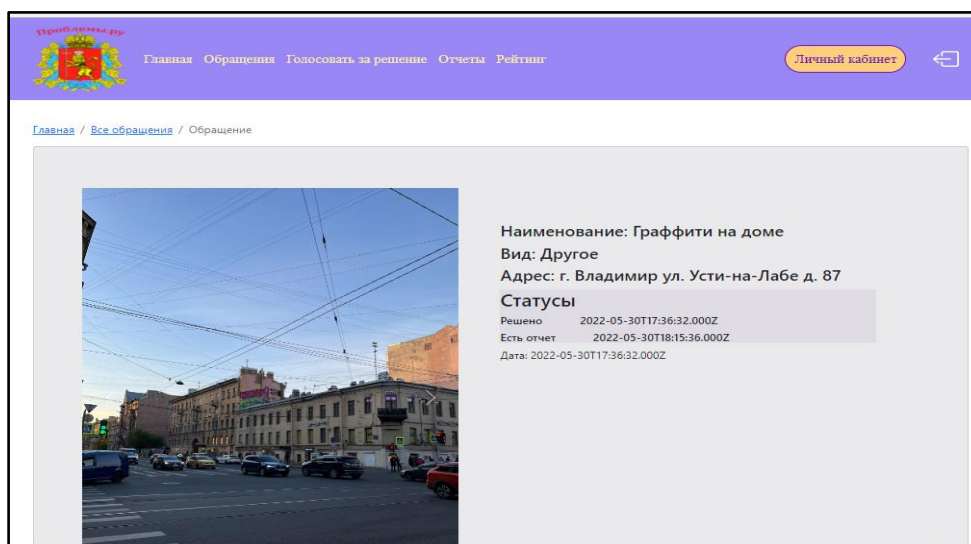 Проблемы.ру
Главная Обращения Голосовать за решение Отчеты Рейтинг
Личный кабинет
Главная / Все обращения / Обращение
Наименование: Граффити на доме
Вид: Другое
Адрес: г. Владимир ул. Усти-на-Лабе д. 87
Статусы
Решено 2022-05-30T17:36:32.000Z
Есть отчет 2022-05-30T18:15:36.000Z
Дата: 2022-05-30T17:36:32.000Z